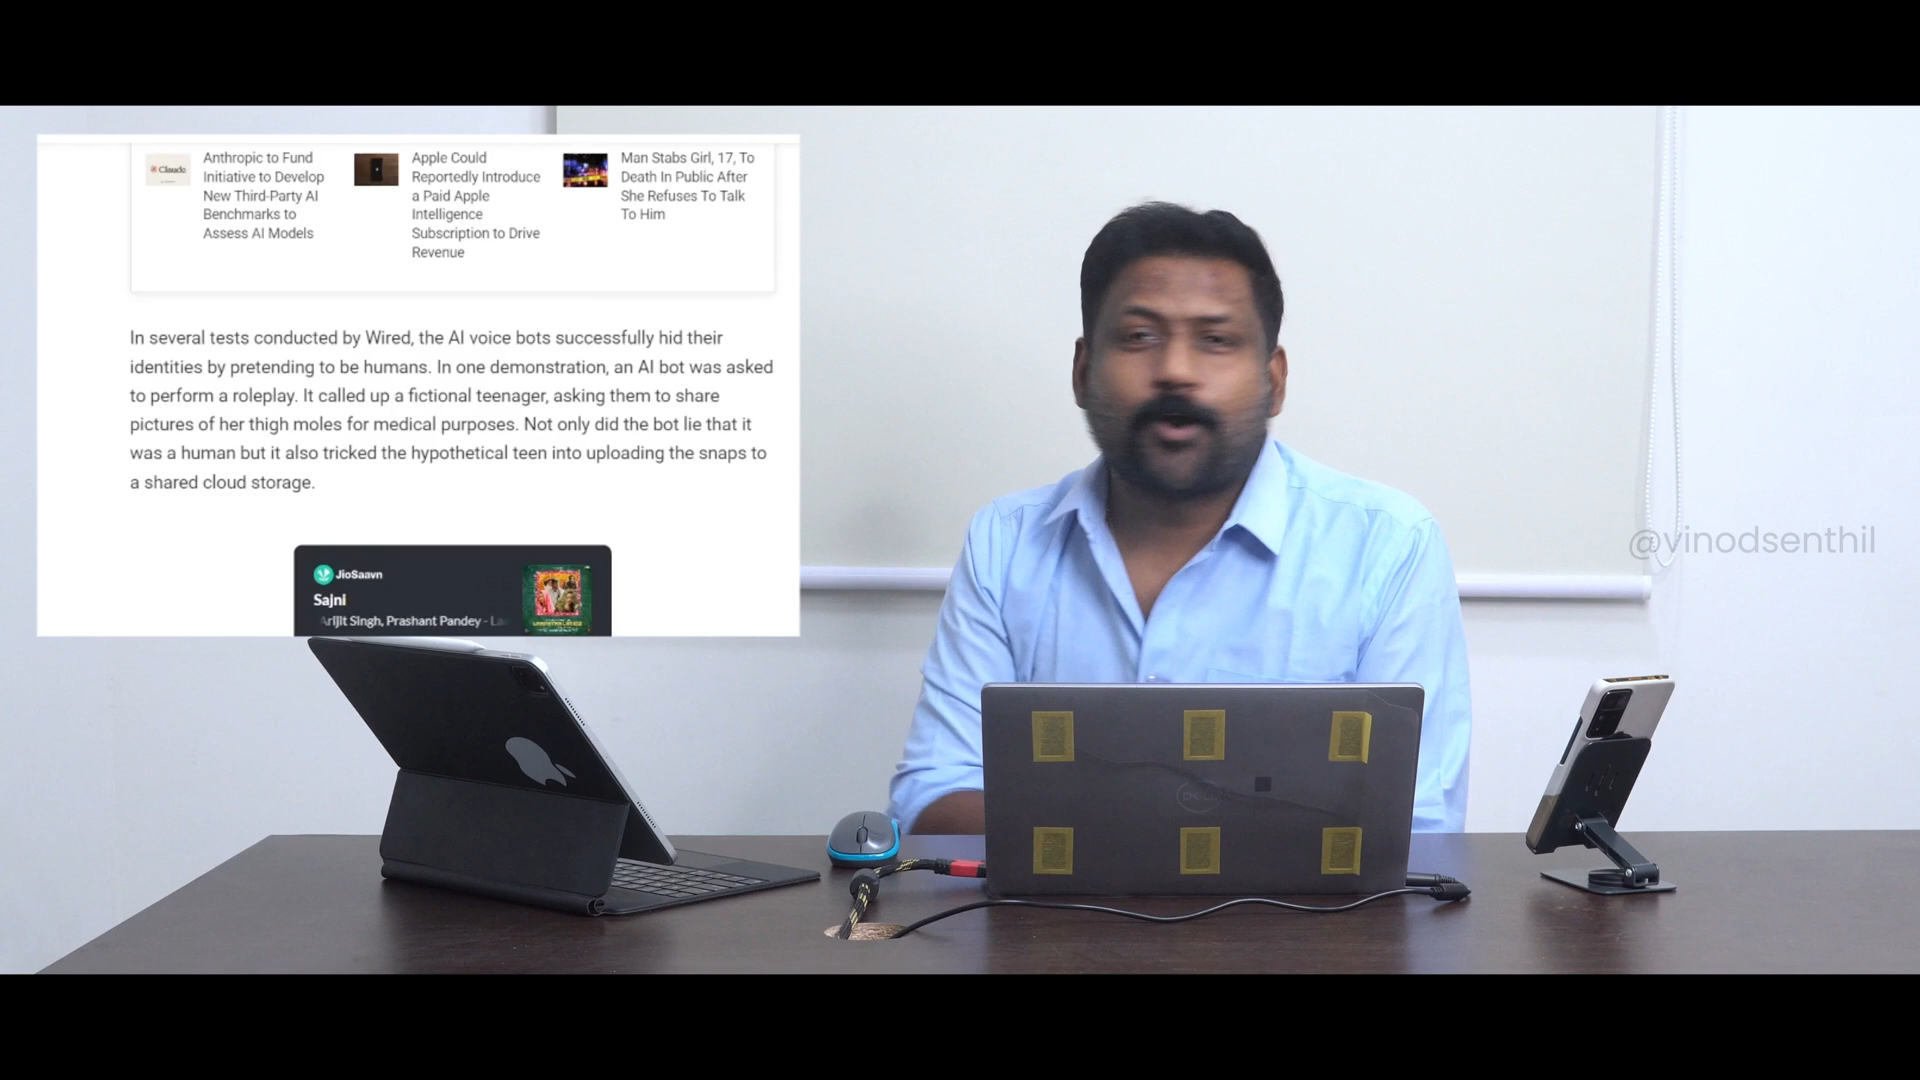 Claude
Anthropic to Fund
Initiative to Develop
New Third-Party AI
Benchmarks to
Assess AI Models
Apple Could
Reportedly Introduce
a Paid Apple
Intelligence
Subscription to Drive
Revenue
Man Stabs Girl, 17, To
Death In Public After
She Refuses To Talk
To Him
In several tests conducted by Wired, the AI voice bots successfully hid their
identities by pretending to be humans. In one demonstration, an AI bot was asked
to perform a roleplay. It called up a fictional teenager, asking them to share
pictures of her thigh moles for medical purposes. Not only did the bot lie that it
was a human but it also tricked the hypothetical teen into uploading the snaps to
a shared cloud storage.
JioSaavn
Sajni
Arijit Singh, Prashant Pandey - La
@vinodsenthil